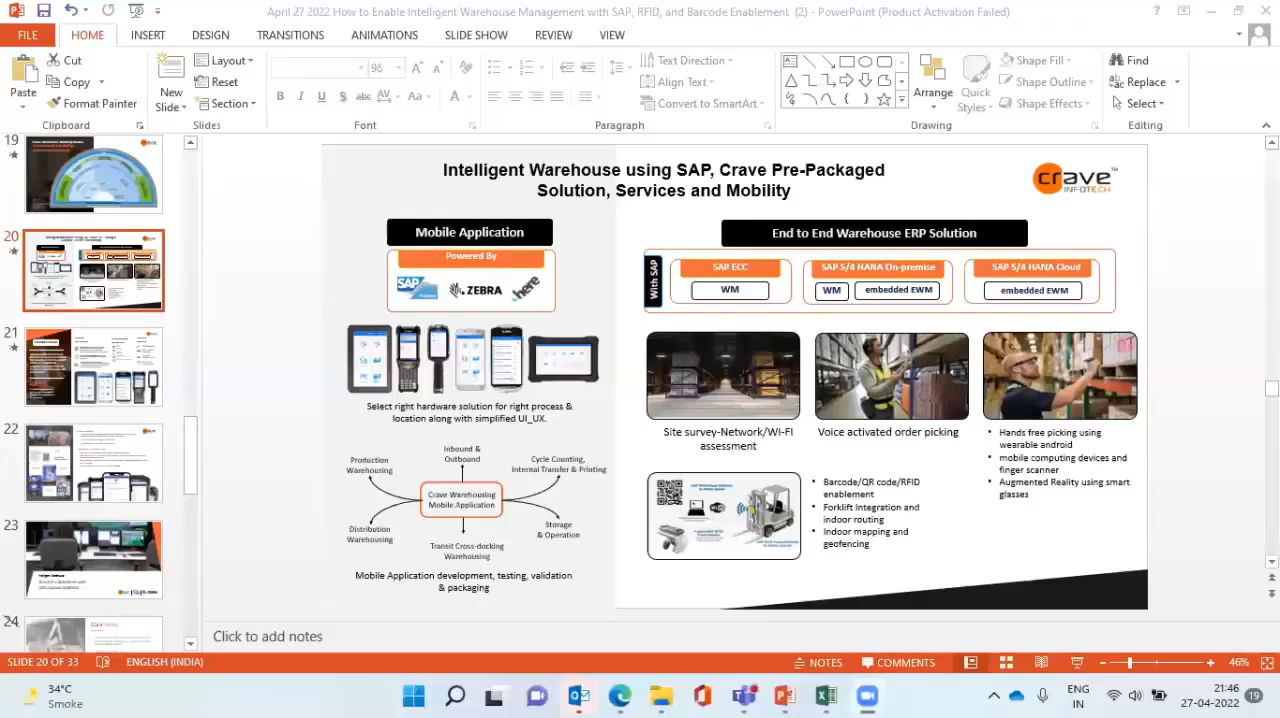 April 27 2022 How to Enable Intelligent Warehouse Management with SAP, RFID, and Barcode Enablement (2) - PowerPoint (Product Activation Failed)
FILE HOME INSERT DESIGN TRANSITIONS ANIMATIONS SLIDE SHOW REVIEW VIEW
Paste
Cut
Copy
Format Painter
Clipboard
New
Slide
Layout
Reset
Section
Slides
96
Font
Text Direction
Align Text
Convert to SmartArt
Paragraph
Arrange
Quick
Styles
Shape Fill
Shape Outline
Shape Effects
Drawing
Find
Replace
Select
Editing
19
20
21
22
23
24
Intelligent Warehouse using SAP, Crave Pre-Packaged
Solution, Services and Mobility
crave TM
INFOTECH
Mobile Application
Powered By
SAP ZEBRA here
Select right hardware solution for right process &
location along with simplified UI_UX.
Inbound &
Outbound
Production
Warehousing
Cycle Counting,
Internal Transfer & Printing
Crave Warehousing
Mobile Application
Distribution
Warehousing
Storage
& Operation
Transit Cross-docking
Warehousing
Mobile Application development, testing, validation
& packaging
End to End Warehouse ERP Solution
With SAP
SAP ECC
WM
SAP S/4 HANA On-premise
WM embedded EWM
SAP S/4 HANA Cloud
embedded EWM
Site survey-Network/WI-FI
assessment
Voice activated order picking
• Hands free picking using
wearable android
• mobile computing devices and
finger scanner
• Augmented Reality using smart
glasses
• Barcode/QR code/RFID
enablement
• Forklift Integration and
indoor routing
• Indoor mapping and
geofencing
Click to add notes
SLIDE 20 OF 33 ENGLISH (INDIA) NOTES COMMENTS 46%
34°C
Smoke
ENG
IN
21:46
27-04-2022
19